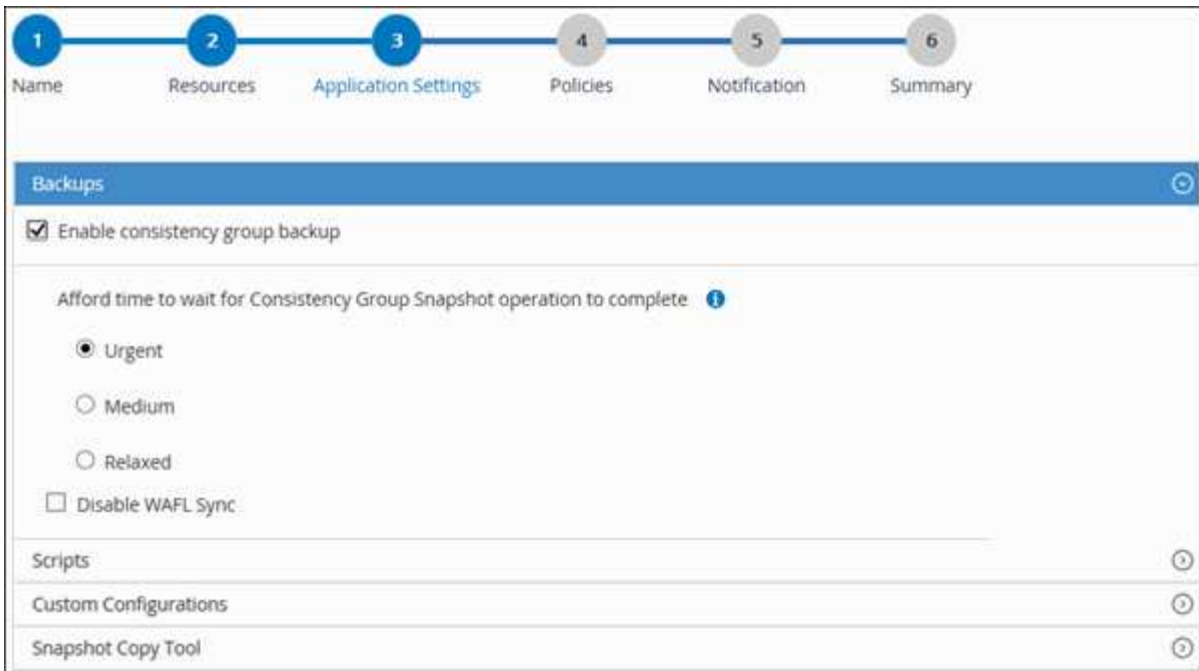 1 2 3 4 5 6
Name Resources Application Settings Policies Notification Summary
Backups
Enable consistency group backup
Afford time to wait for Consistency Group Snapshot operation to complete
Urgent
Medium
Relaxed
Disable WAFL Sync
Scripts
Custom Configurations
Snapshot Copy Tool